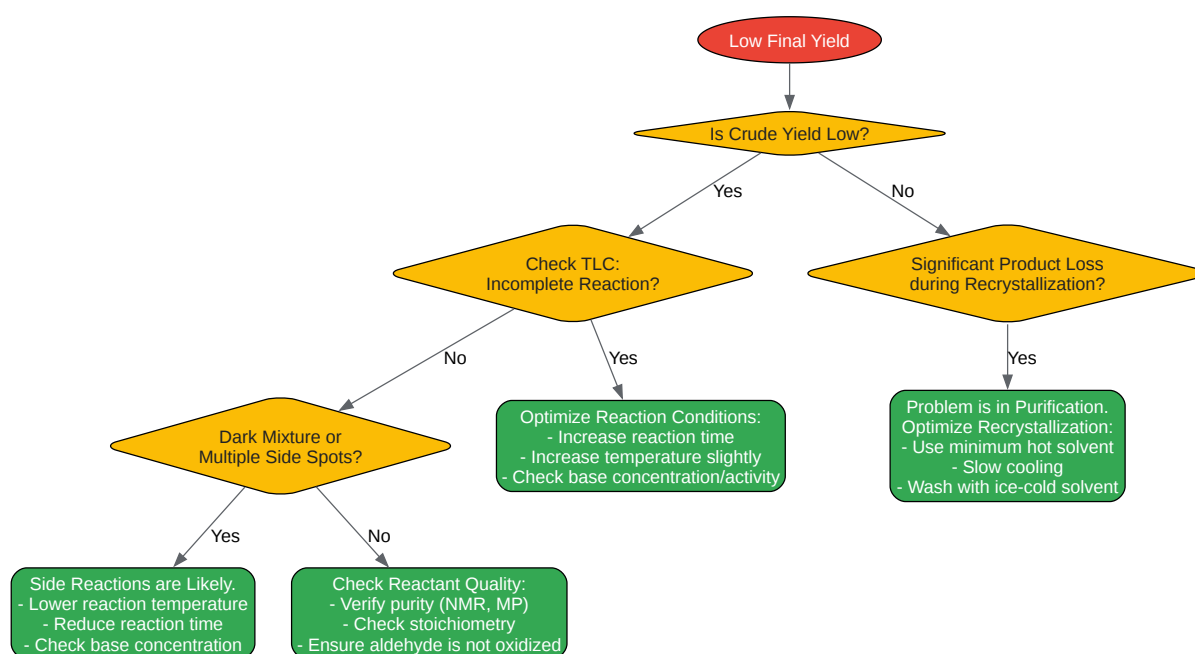 Low Final Yield
Is Crude Yield Low?
Yes
No
Check TLC:
Incomplete Reaction?
Significant Product Loss
during Recrystallization?
No
Yes
Yes
Dark Mixture or
Multiple Side Spots?
Optimize Reaction Conditions:
- Increase reaction time
- Increase temperature slightly
- Check base concentration/activity
Problem is in Purification.
Optimize Recrystallization:
- Use minimum hot solvent
- Slow cooling
- Wash with ice-cold solvent
Yes
No
Side Reactions are Likely.
- Lower reaction temperature
- Reduce reaction time
- Check base concentration
Check Reactant Quality:
- Verify purity (NMR, MP)
- Check stoichiometry
- Ensure aldehyde is not oxidized